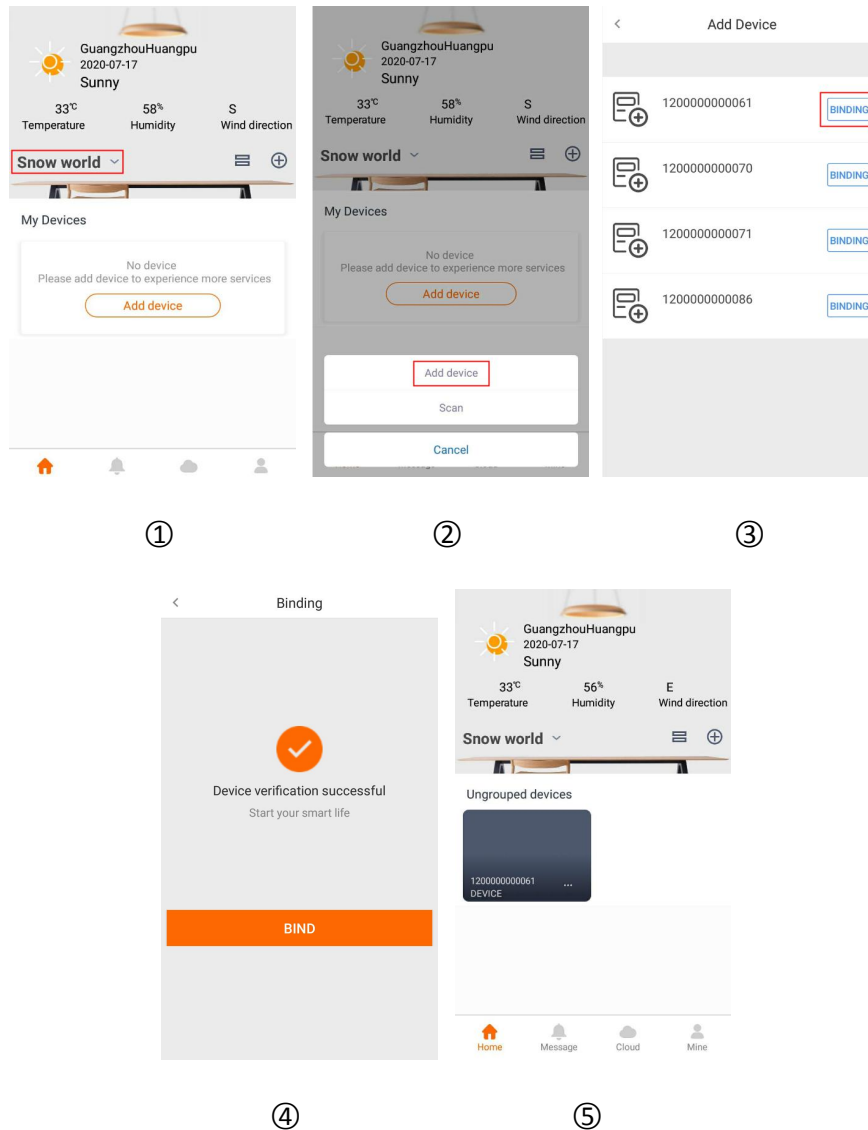 GuangzhouHuangpu
2020-07-17
Sunny
33℃ 58% S
Temperature Humidity Wind direction
Snow world
My Devices
No device
Please add device to experience more services
Add device
GuangzhouHuangpu
2020-07-17
Sunny
33℃ 58% S
Temperature Humidity Wind direction
Snow world
My Devices
No device
Please add device to experience more services
Add device
Add device
Scan
Cancel
Add Device
1200000000061 BINDING
1200000000070 BINDING
1200000000071 BINDING
1200000000086 BINDING
① ② ③
Binding
Device verification successful
Start your smart life
BIND
GuangzhouHuangpu
2020-07-17
Sunny
33℃ 56% E
Temperature Humidity Wind direction
Snow world
Ungrouped devices
1200000000061 ...
DEVICE
Home Message Cloud Mine
④ ⑤